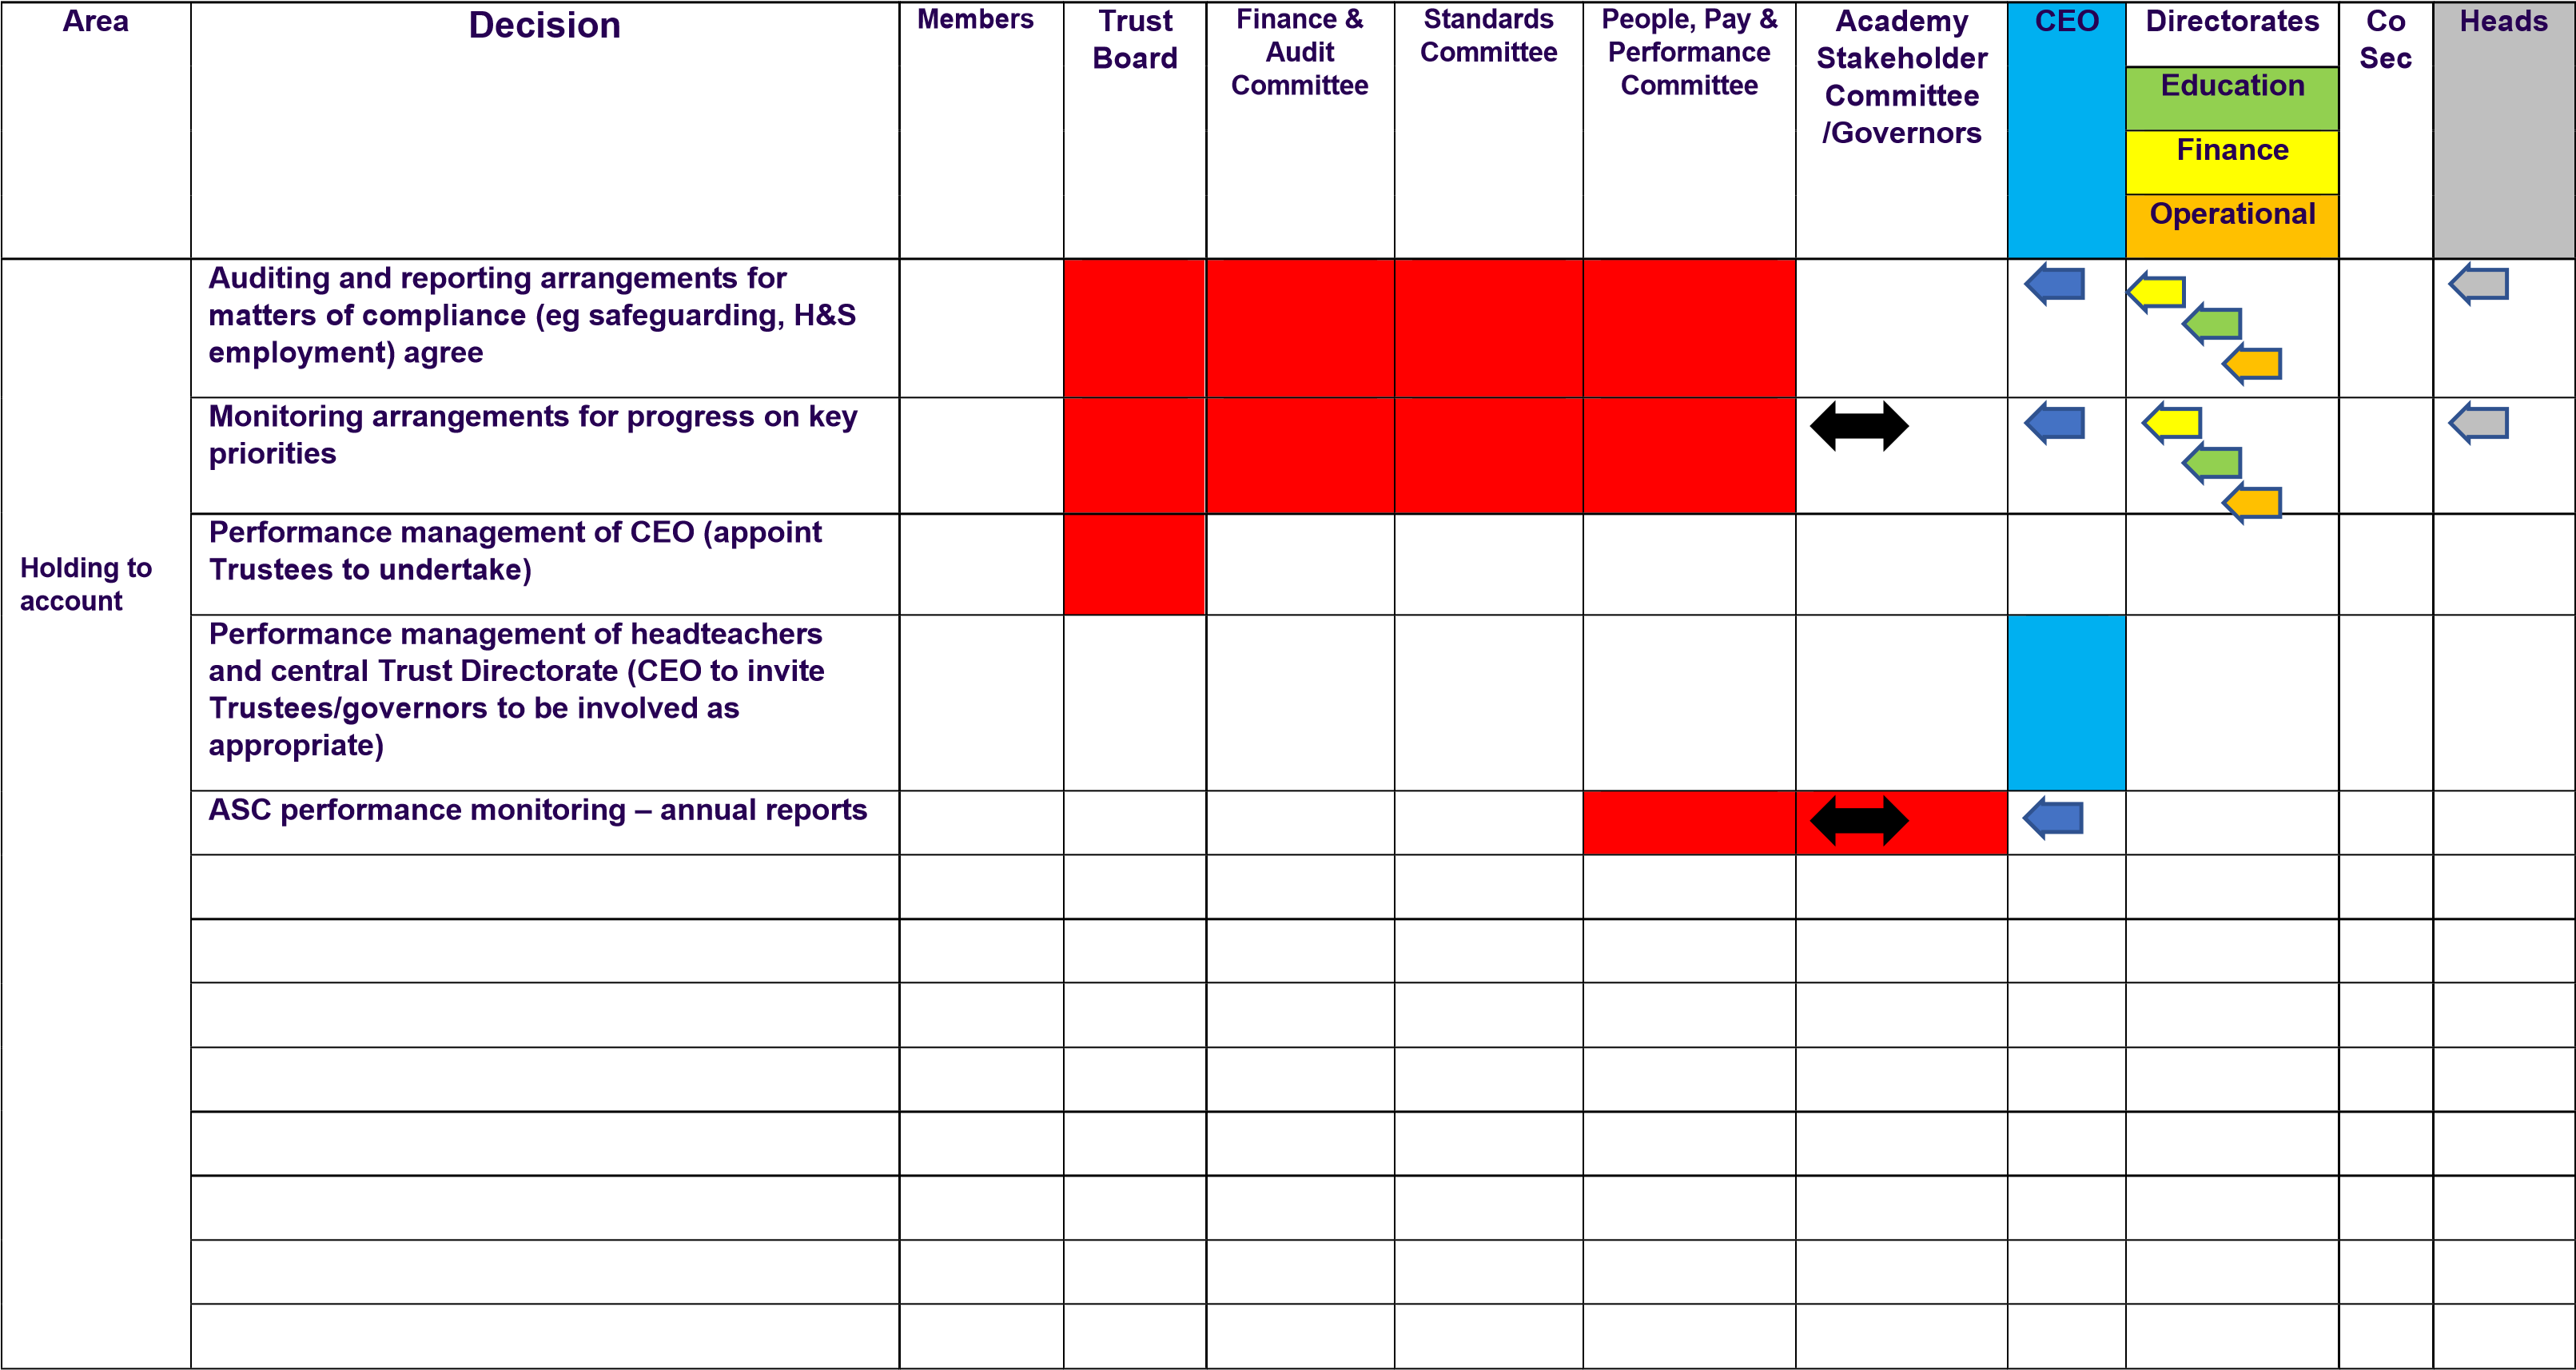 Area
Decision
Members
Trust
Board
Finance &
Audit
Committee
Standards
Committee
People, Pay &
Performance
Committee
Academy
Stakeholder
Committee
/Governors
CEO
Directorates
Education
Finance
Operational
Co
Sec
Heads
Holding to
account
Auditing and reporting arrangements for
matters of compliance (eg safeguarding, H&S
employment) agree
Monitoring arrangements for progress on key
priorities
Performance management of CEO (appoint
Trustees to undertake)
Performance management of headteachers
and central Trust Directorate (CEO to invite
Trustees/governors to be involved as
appropriate)
ASC performance monitoring – annual reports